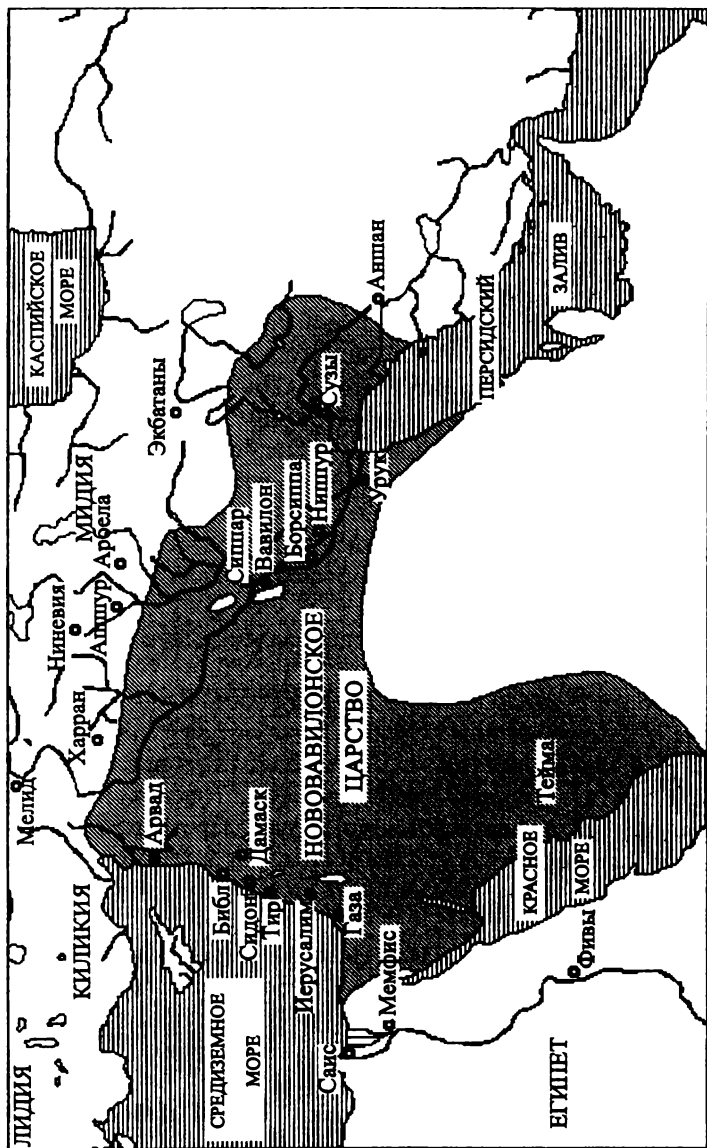 КАСПИЙСКОЕ
МОРЕ
Экбатаны
МИДИЯ
Арбела
Ниневия
Ашшур
Харран
Мелид
КИЛИКИЯ
ЛИДИЯ
Аншан
Сузы
Сиппар
Вавилон
Борсиппа
Ниппур
Урук
ПЕРСИДСКИЙ
ЗАЛИВ
НОВОВАВИЛОНСКОЕ
ЦАРСТВО
Арвад
Дамаск
Библ
Сидон
Тир
Иерусалим
Газа
СРЕДИЗЕМНОЕ
МОРЕ
Саис
Мемфис
Тейма
КРАСНОЕ
МОРЕ
Фивы
ЕГИПЕТ